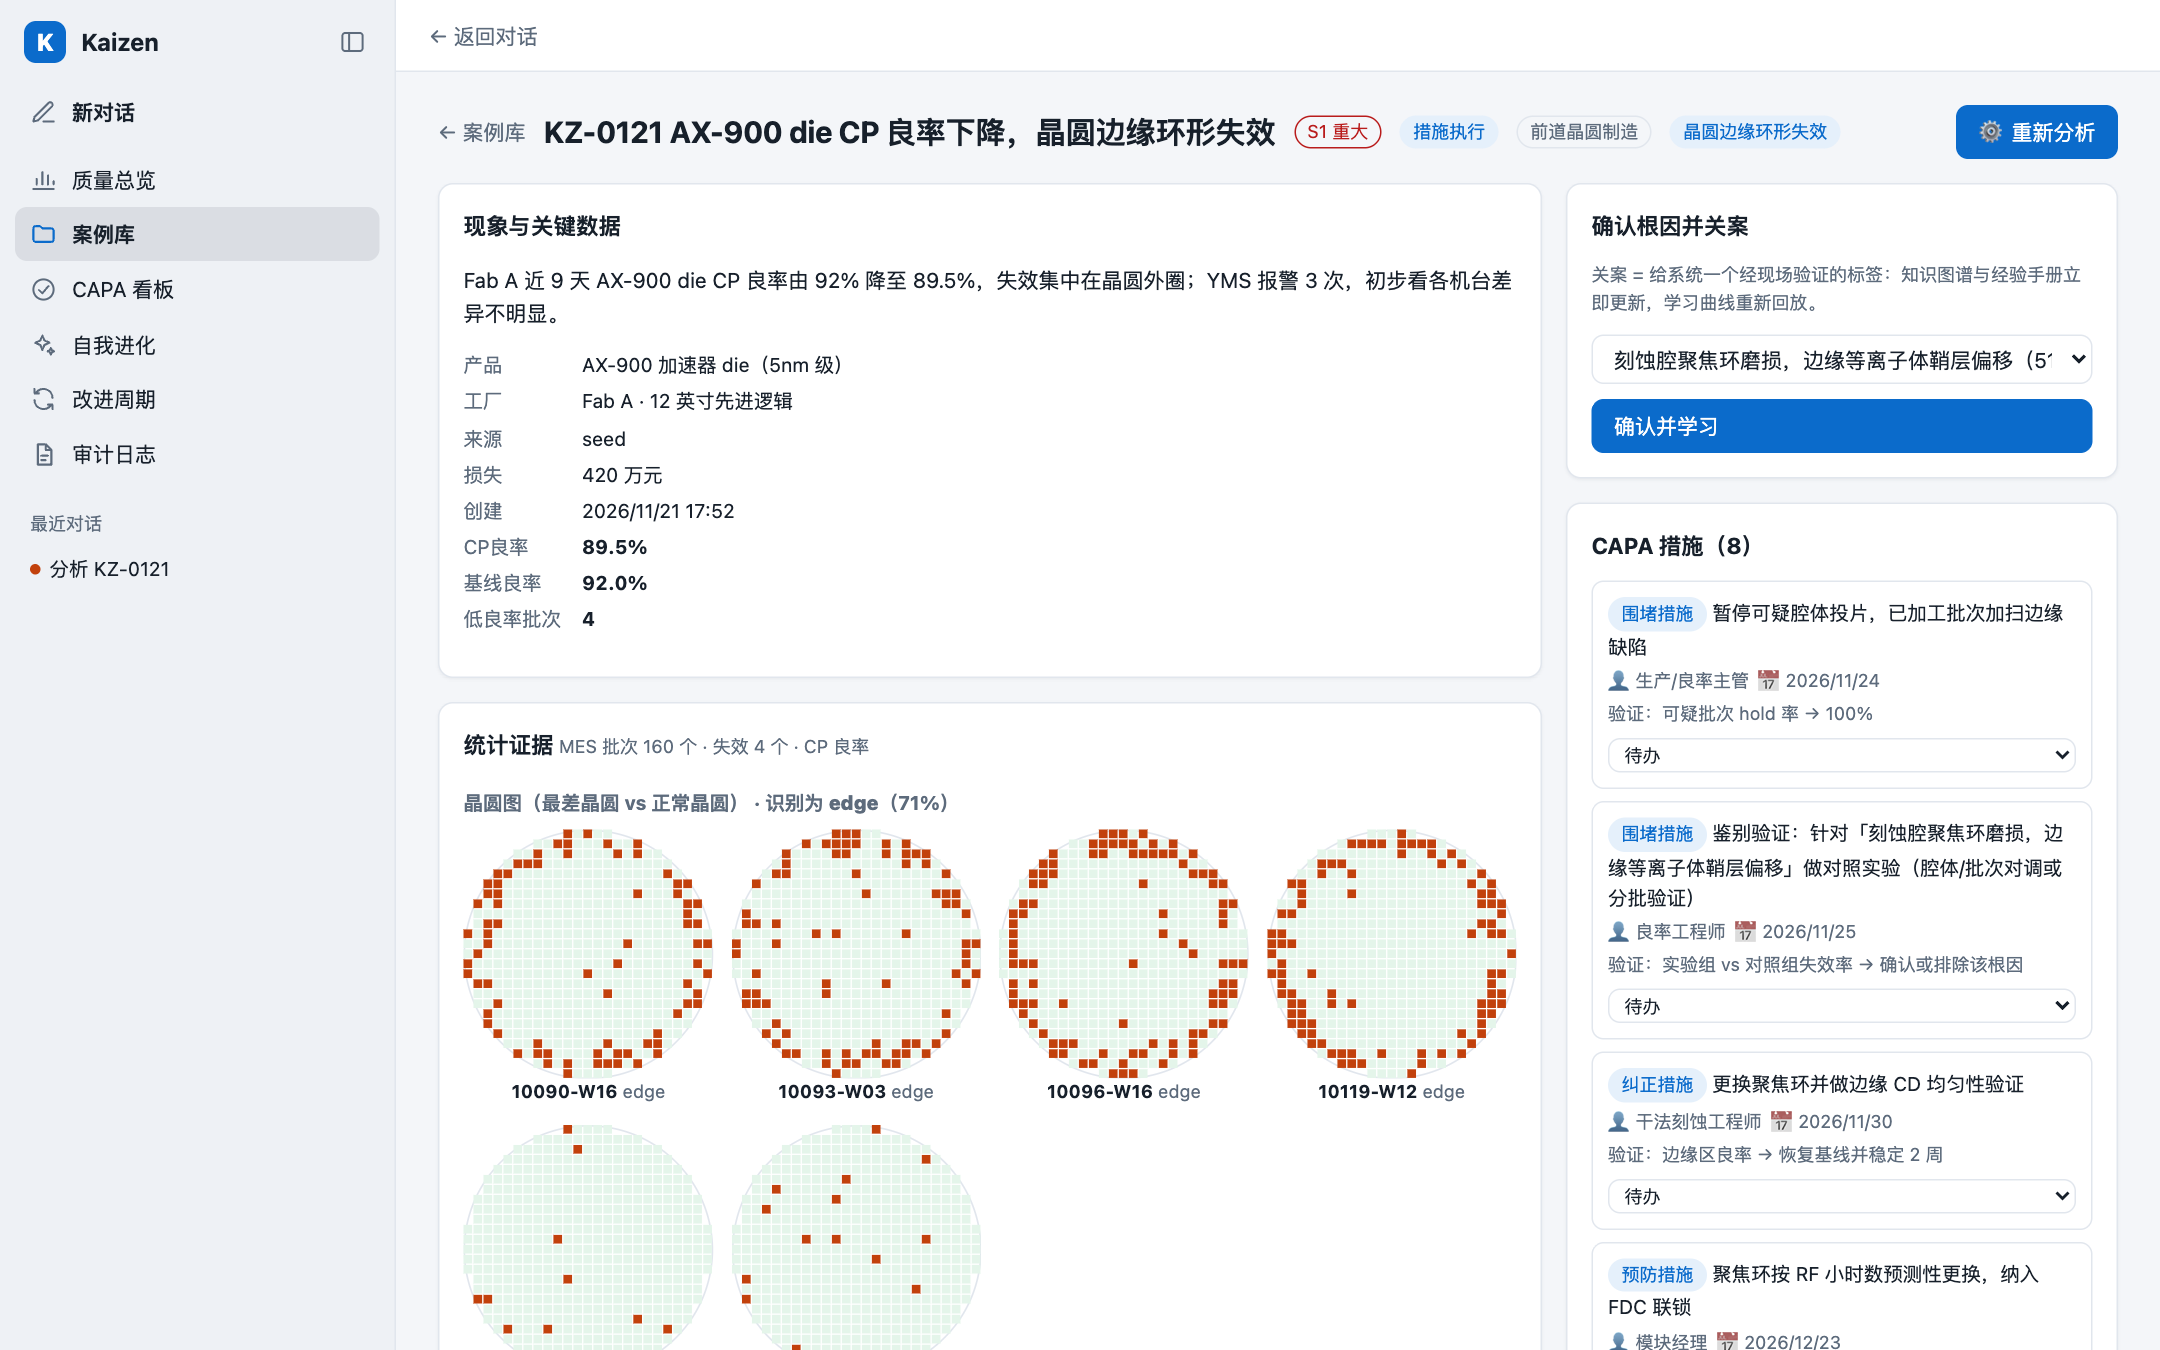 K Kaizen
新对话
质量总览
案例库
CAPA 看板
自我进化
改进周期
审计日志
最近对话
分析 KZ-0121
← 返回对话
← 案例库 KZ-0121 AX-900 die CP 良率下降，晶圆边缘环形失效 S1 重大 措施执行 前道晶圆制造 晶圆边缘环形失效 重新分析
现象与关键数据
Fab A 近 9 天 AX-900 die CP 良率由 92% 降至 89.5%，失效集中在晶圆外圈；YMS 报警 3 次，初步看各机台差
异不明显。
产品 AX-900 加速器 die（5nm 级）
工厂 Fab A · 12 英寸先进逻辑
来源 seed
损失 420 万元
创建 2026/11/21 17:52
CP良率 89.5%
基线良率 92.0%
低良率批次 4
统计证据 MES 批次 160 个 · 失效 4 个 · CP 良率
晶圆图（最差晶圆 vs 正常晶圆） · 识别为 edge（71%）
10090-W16 edge
10093-W03 edge
10096-W16 edge
10119-W12 edge
确认根因并关案
关案 = 给系统一个经现场验证的标签：知识图谱与经验手册立
即更新，学习曲线重新回放。
刻蚀腔聚焦环磨损，边缘等离子体鞘层偏移（5
确认并学习
CAPA 措施（8）
围堵措施 暂停可疑腔体投片，已加工批次加扫边缘
缺陷
生产/良率主管 17 2026/11/24
验证：可疑批次 hold 率 → 100%
待办
围堵措施 鉴别验证：针对「刻蚀腔聚焦环磨损，边
缘等离子体鞘层偏移」做对照实验（腔体/批次对调或
分批验证）
良率工程师 17 2026/11/25
验证：实验组 vs 对照组失效率 → 确认或排除该根因
待办
纠正措施 更换聚焦环并做边缘 CD 均匀性验证
干法刻蚀工程师 17 2026/11/30
验证：边缘区良率 → 恢复基线并稳定 2 周
待办
预防措施 聚焦环按 RF 小时数预测性更换，纳入
FDC 联锁
模块经理 17 2026/12/23